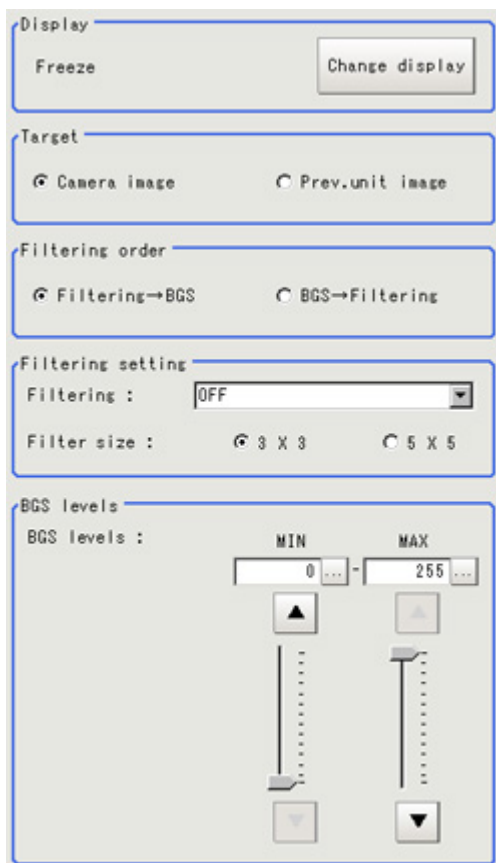 Display
Freeze Change display
Target
Camera image Prev.unit image
Filtering order
Filtering→BGS BGS→Filtering
Filtering setting
Filtering : OFF
Filter size : 3 X 3 5 X 5
BGS levels
BGS levels : MIN MAX
0 ... - 255 ...